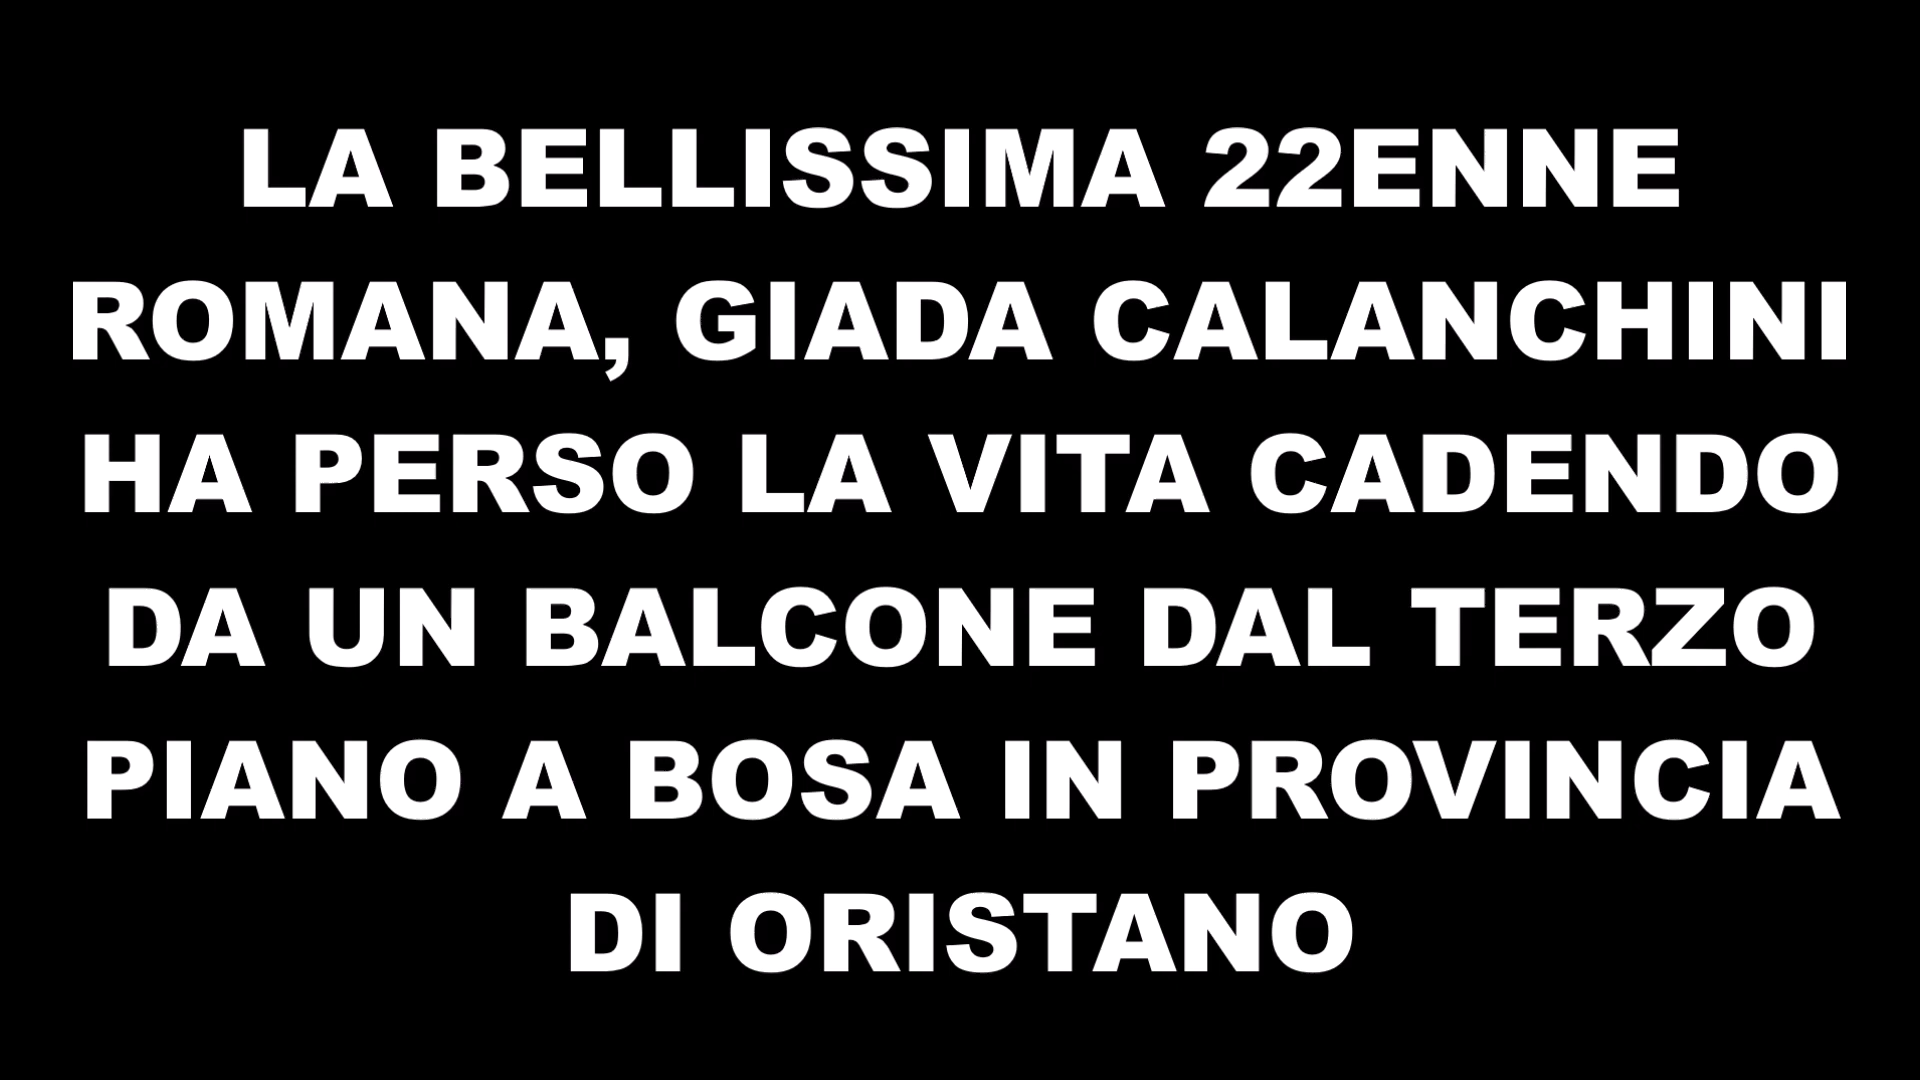 LA BELLISSIMA 22ENNE
ROMANA, GIADA CALANCHINI
HA PERSO LA VITA CADENDO
DA UN BALCONE DAL TERZO
PIANO A BOSA IN PROVINCIA
DI ORISTANO